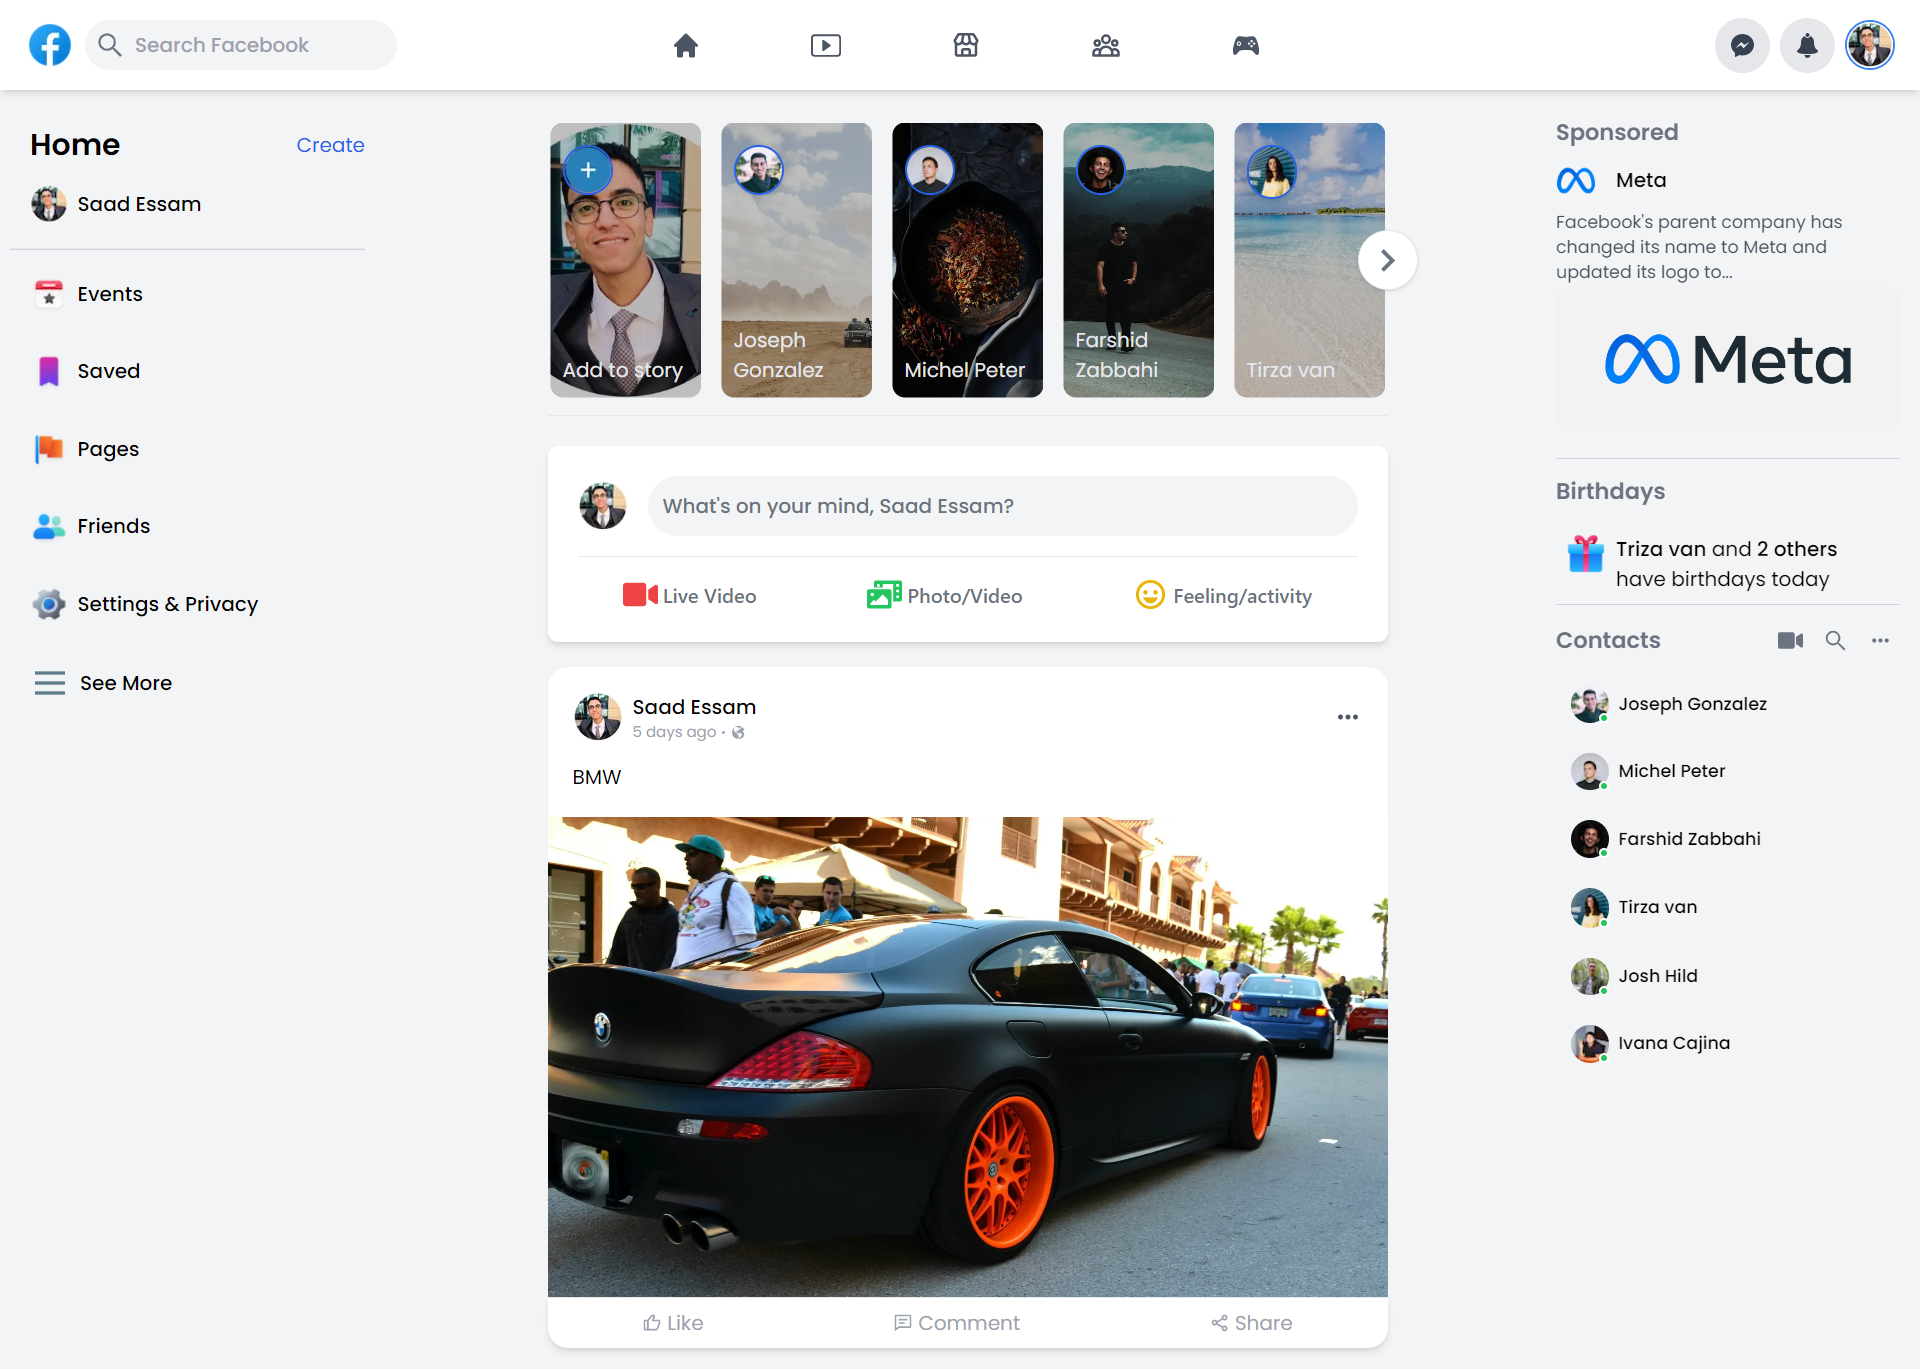 Search Facebook
Home
Create
Saad Essam
Events
Saved
Pages
Friends
Settings & Privacy
See More
Add to story
Joseph
Gonzalez
Michel Peter
Farshid
Zabbahi
Tirza van
What's on your mind, Saad Essam?
Live Video
Photo/Video
Feeling/activity
Saad Essam
5 days ago •
BMW
Like
Comment
Share
Sponsored
Meta
Facebook's parent company has
changed its name to Meta and
updated its logo to...
Meta
Birthdays
Triza van and 2 others
have birthdays today
Contacts
Joseph Gonzalez
Michel Peter
Farshid Zabbahi
Tirza van
Josh Hild
Ivana Cajina